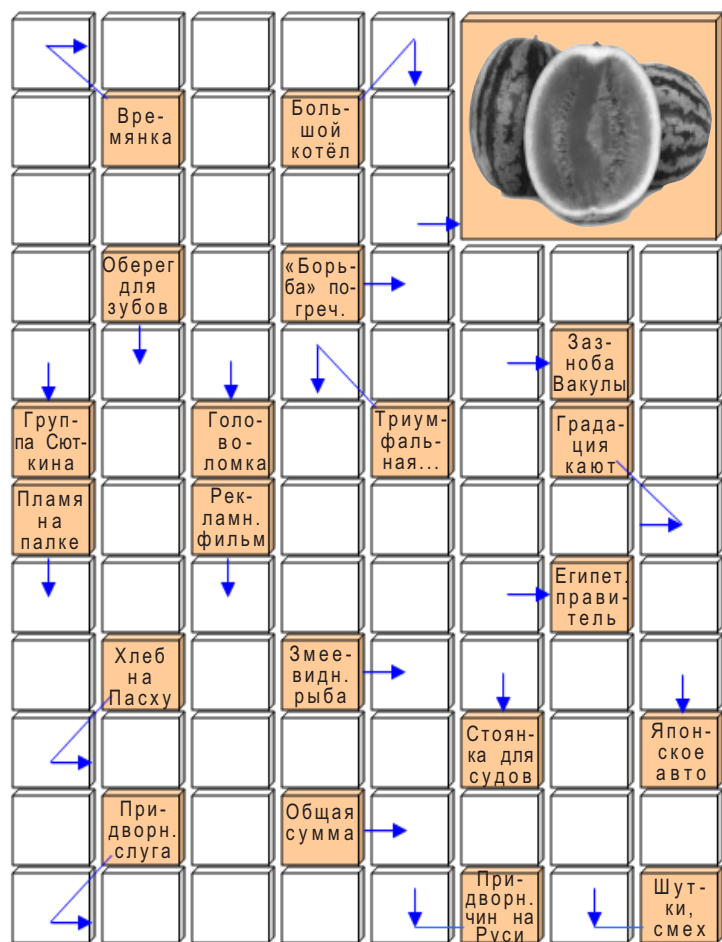 Вре-
мянка
Боль-
шой
котёл
Оберег
для
зубов
«Борь-
ба» по-
греч.
Заз-
ноба
Вакулы
Груп-
па Сют-
кина
Голо-
во-
ломка
Триум-
фаль-
ная...
Града-
ция
кают
Пламя
на
палке
Рек-
ламн.
фильм
Египет.
прави-
тель
Хлеб
на
Пасху
Змее-
видн.
рыба
Стоян-
ка для
судов
Япон-
ское
авто
При-
дворн.
слуга
Общая
сумма
При-
дворн.
чин на
Руси
Шут-
ки,
смех